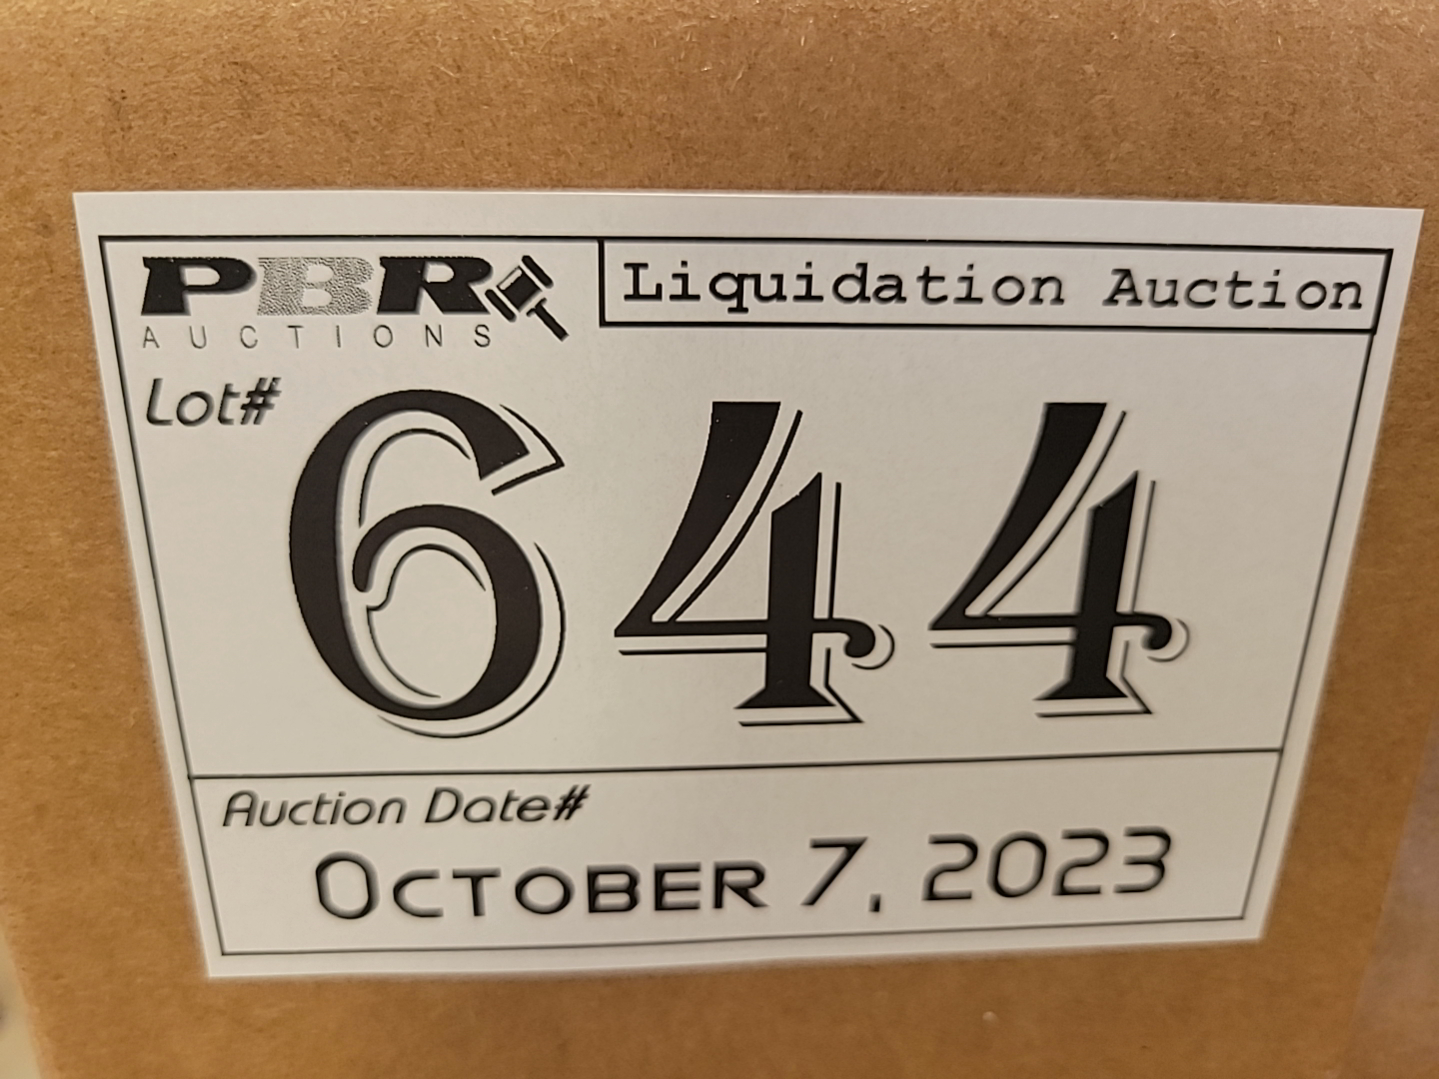 PBR
AUCTIONS
Liquidation Auction
Lot#
644
Auction Date#
OCTOBER 7, 2023